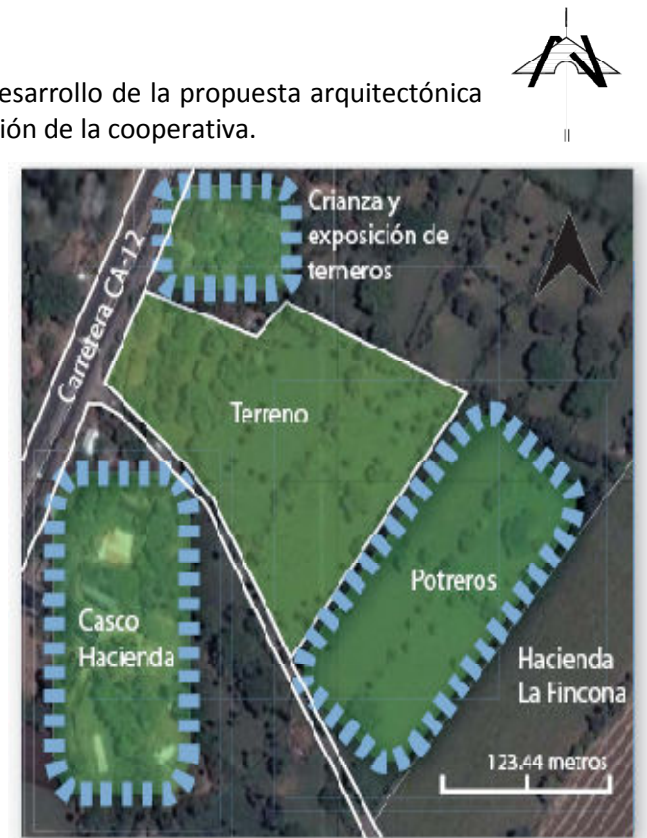 esarrollo de la propuesta arquitectónica
ión de la cooperativa.
Crianza y
exposición de
terneros
Carretera CA-12
Terreno
Potreros
Casco
Hacienda
Hacienda
La Fincona
123.44 metros